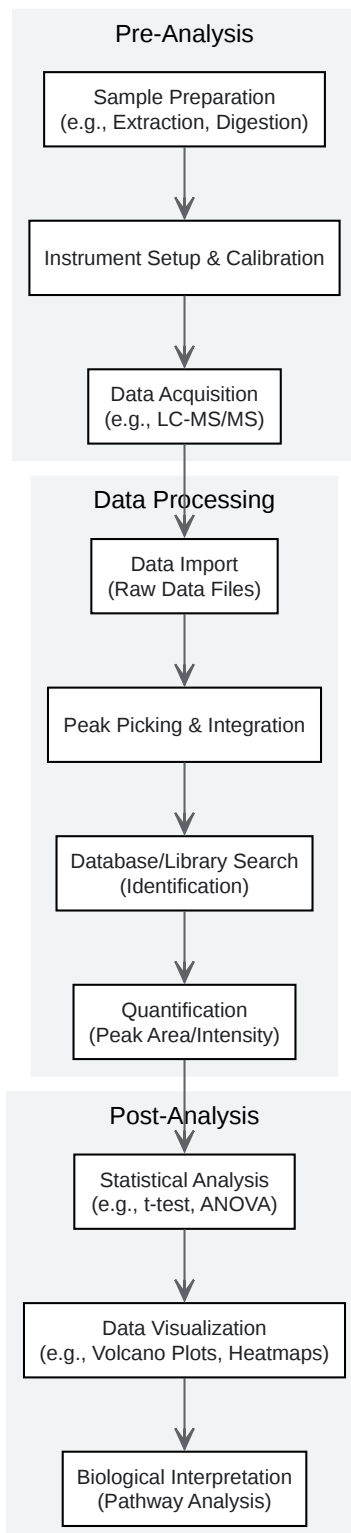 Pre-Analysis
Sample Preparation
(e.g., Extraction, Digestion)
Instrument Setup & Calibration
Data Acquisition
(e.g., LC-MS/MS)
Data Processing
Data Import
(Raw Data Files)
Peak Picking & Integration
Database/Library Search
(Identification)
Quantification
(Peak Area/Intensity)
Post-Analysis
Statistical Analysis
(e.g., t-test, ANOVA)
Data Visualization
(e.g., Volcano Plots, Heatmaps)
Biological Interpretation
(Pathway Analysis)